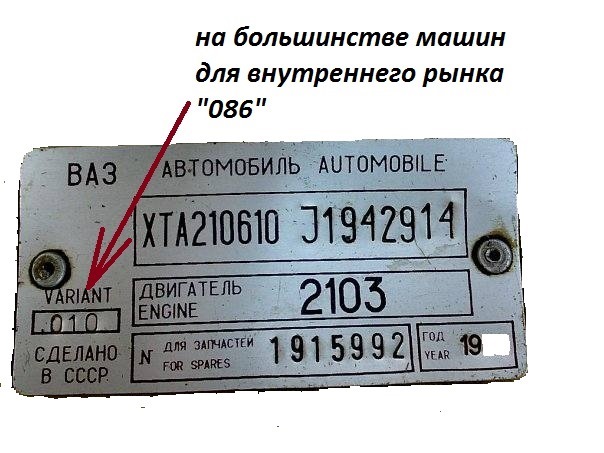 на большинстве машин
для внутреннего рынка
"086"
ВАЗ АВТОМОБИЛЬ AUTOMOBILE
XTA210610 J1942914
VARIANT
.010
ДВИГАТЕЛЬ
ENGINE
2103
СДЕЛАНО
В СССР
N ДЛЯ ЗАПЧАСТЕЙ
FOR SPARES
1915992
ГОД
YEAR
19